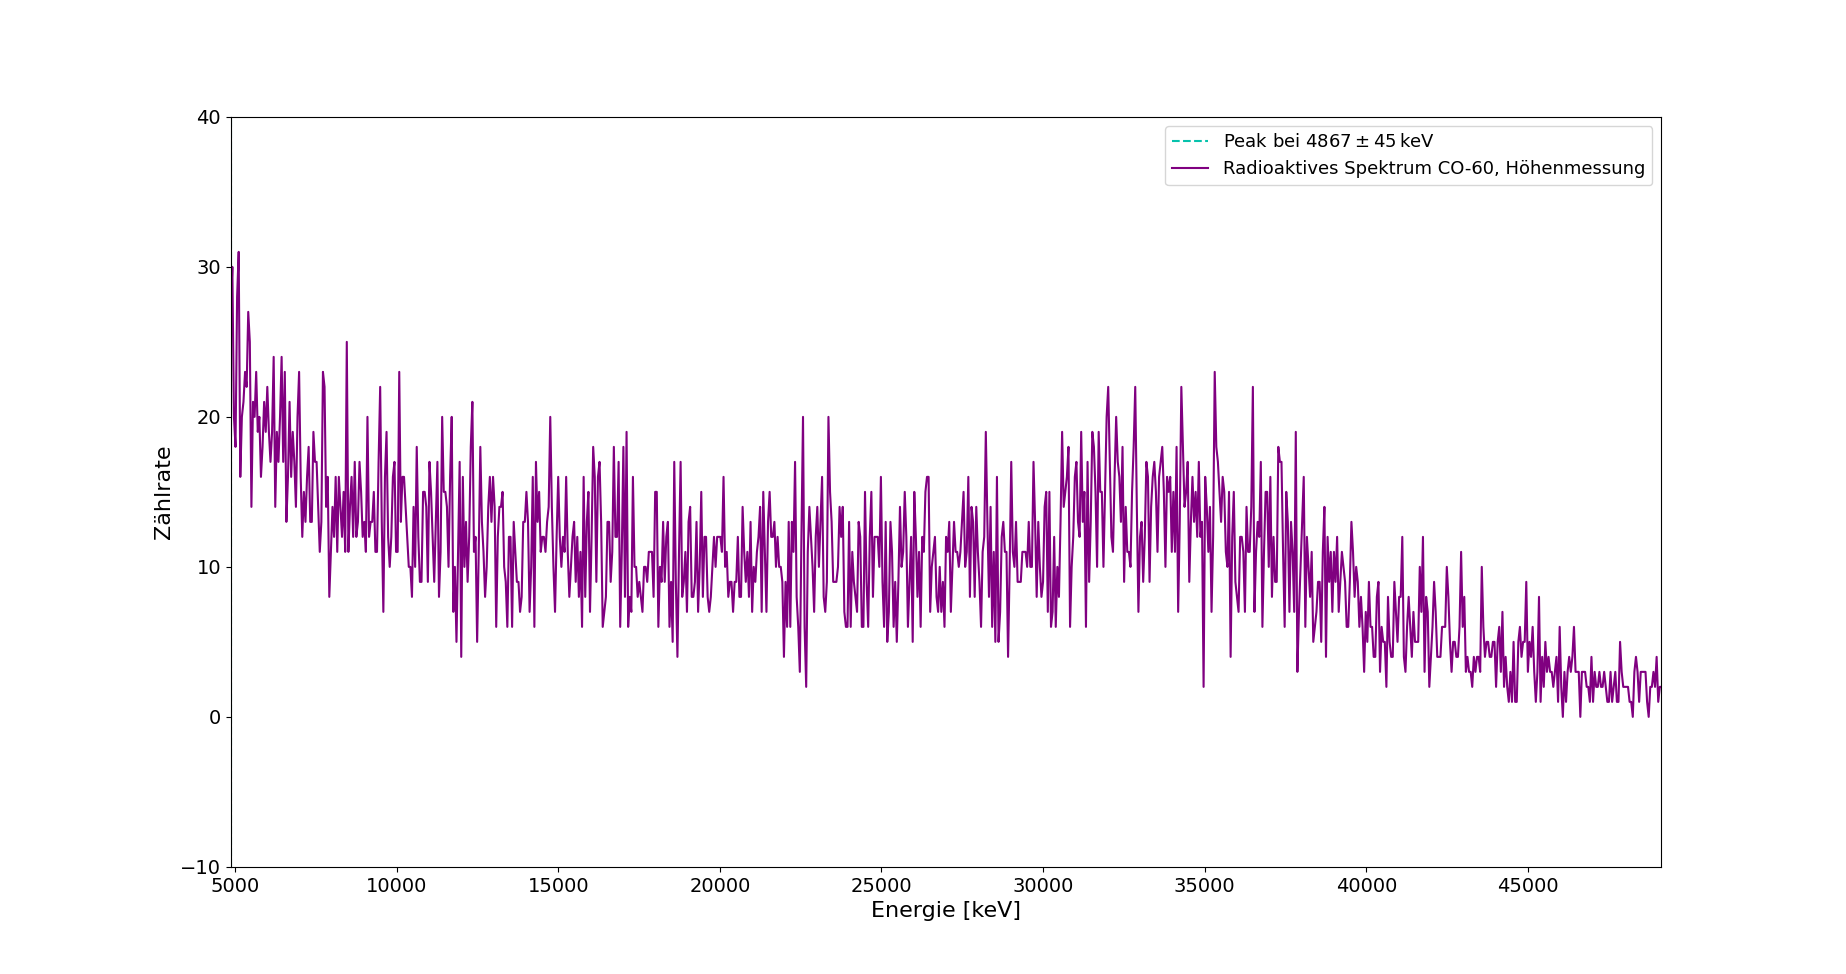 40
30
20
10
0
−10
Zählrate
5000 10000 15000 20000 25000 30000 35000 40000 45000
Energie [keV]
Peak bei 4867 ± 45 keV
Radioaktives Spektrum CO-60, Höhenmessung